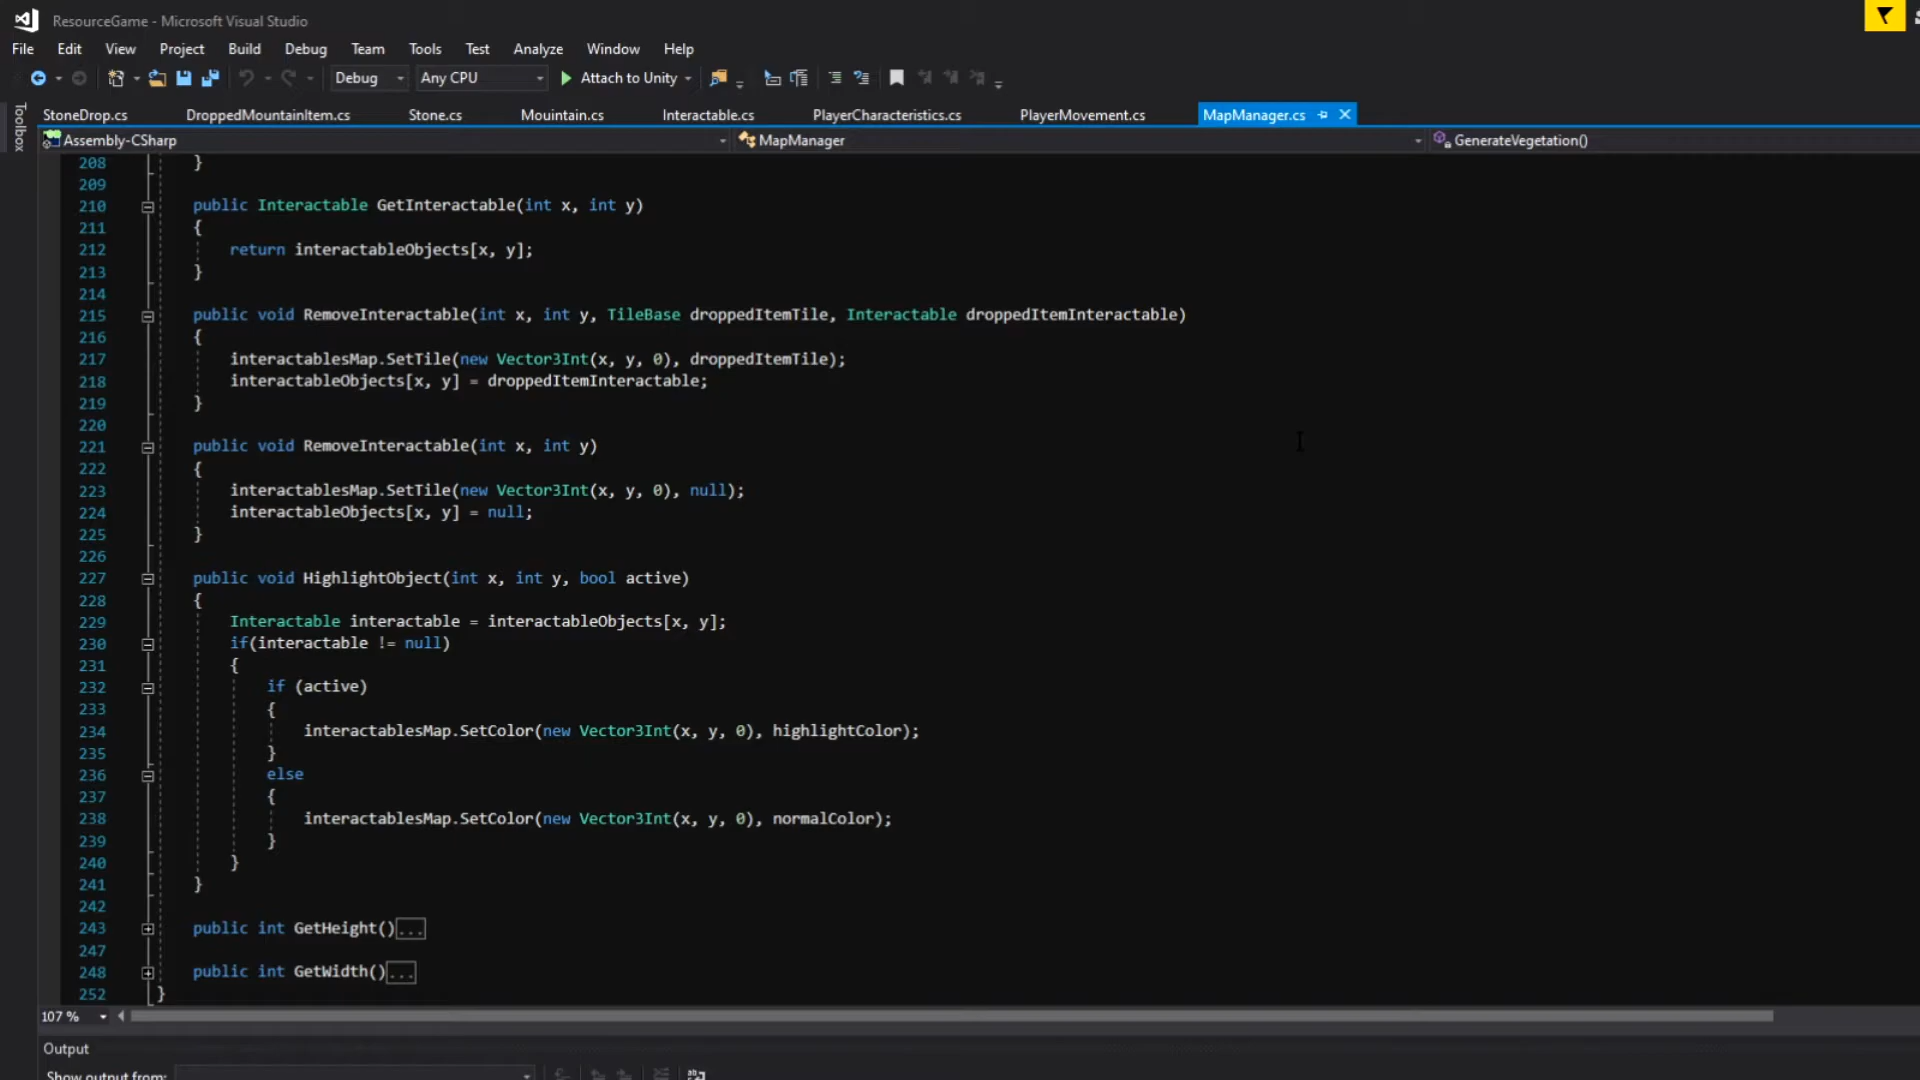 ResourceGame - Microsoft Visual Studio
File Edit View Project Build Debug Team Tools Test Analyze Window Help
Debug Any CPU Attach to Unity
Toolbox
StoneDrop.cs DroppedMountainItem.cs Stone.cs Mouintain.cs Interactable.cs PlayerCharacteristics.cs PlayerMovement.cs MapManager.cs
Assembly-CSharp MapManager GenerateVegetation()
208 }
209
210 public Interactable GetInteractable(int x, int y)
211 {
212 return interactableObjects[x, y];
213 }
214
215 public void RemoveInteractable(int x, int y, TileBase droppedItemTile, Interactable droppedItemInteractable)
216 {
217 interactablesMap.SetTile(new Vector3Int(x, y, 0), droppedItemTile);
218 interactableObjects[x, y] = droppedItemInteractable;
219 }
220
221 public void RemoveInteractable(int x, int y)
222 {
223 interactablesMap.SetTile(new Vector3Int(x, y, 0), null);
224 interactableObjects[x, y] = null;
225 }
226
227 public void HighlightObject(int x, int y, bool active)
228 {
229 Interactable interactable = interactableObjects[x, y];
230 if(interactable != null)
231 {
232 if (active)
233 {
234 interactablesMap.SetColor(new Vector3Int(x, y, 0), highlightColor);
235 }
236 else
237 {
238 interactablesMap.SetColor(new Vector3Int(x, y, 0), normalColor);
239 }
240 }
241 }
242
243 public int GetHeight()...
247
248 public int GetWidth()...
252 }
107 %
Output
Show output from: